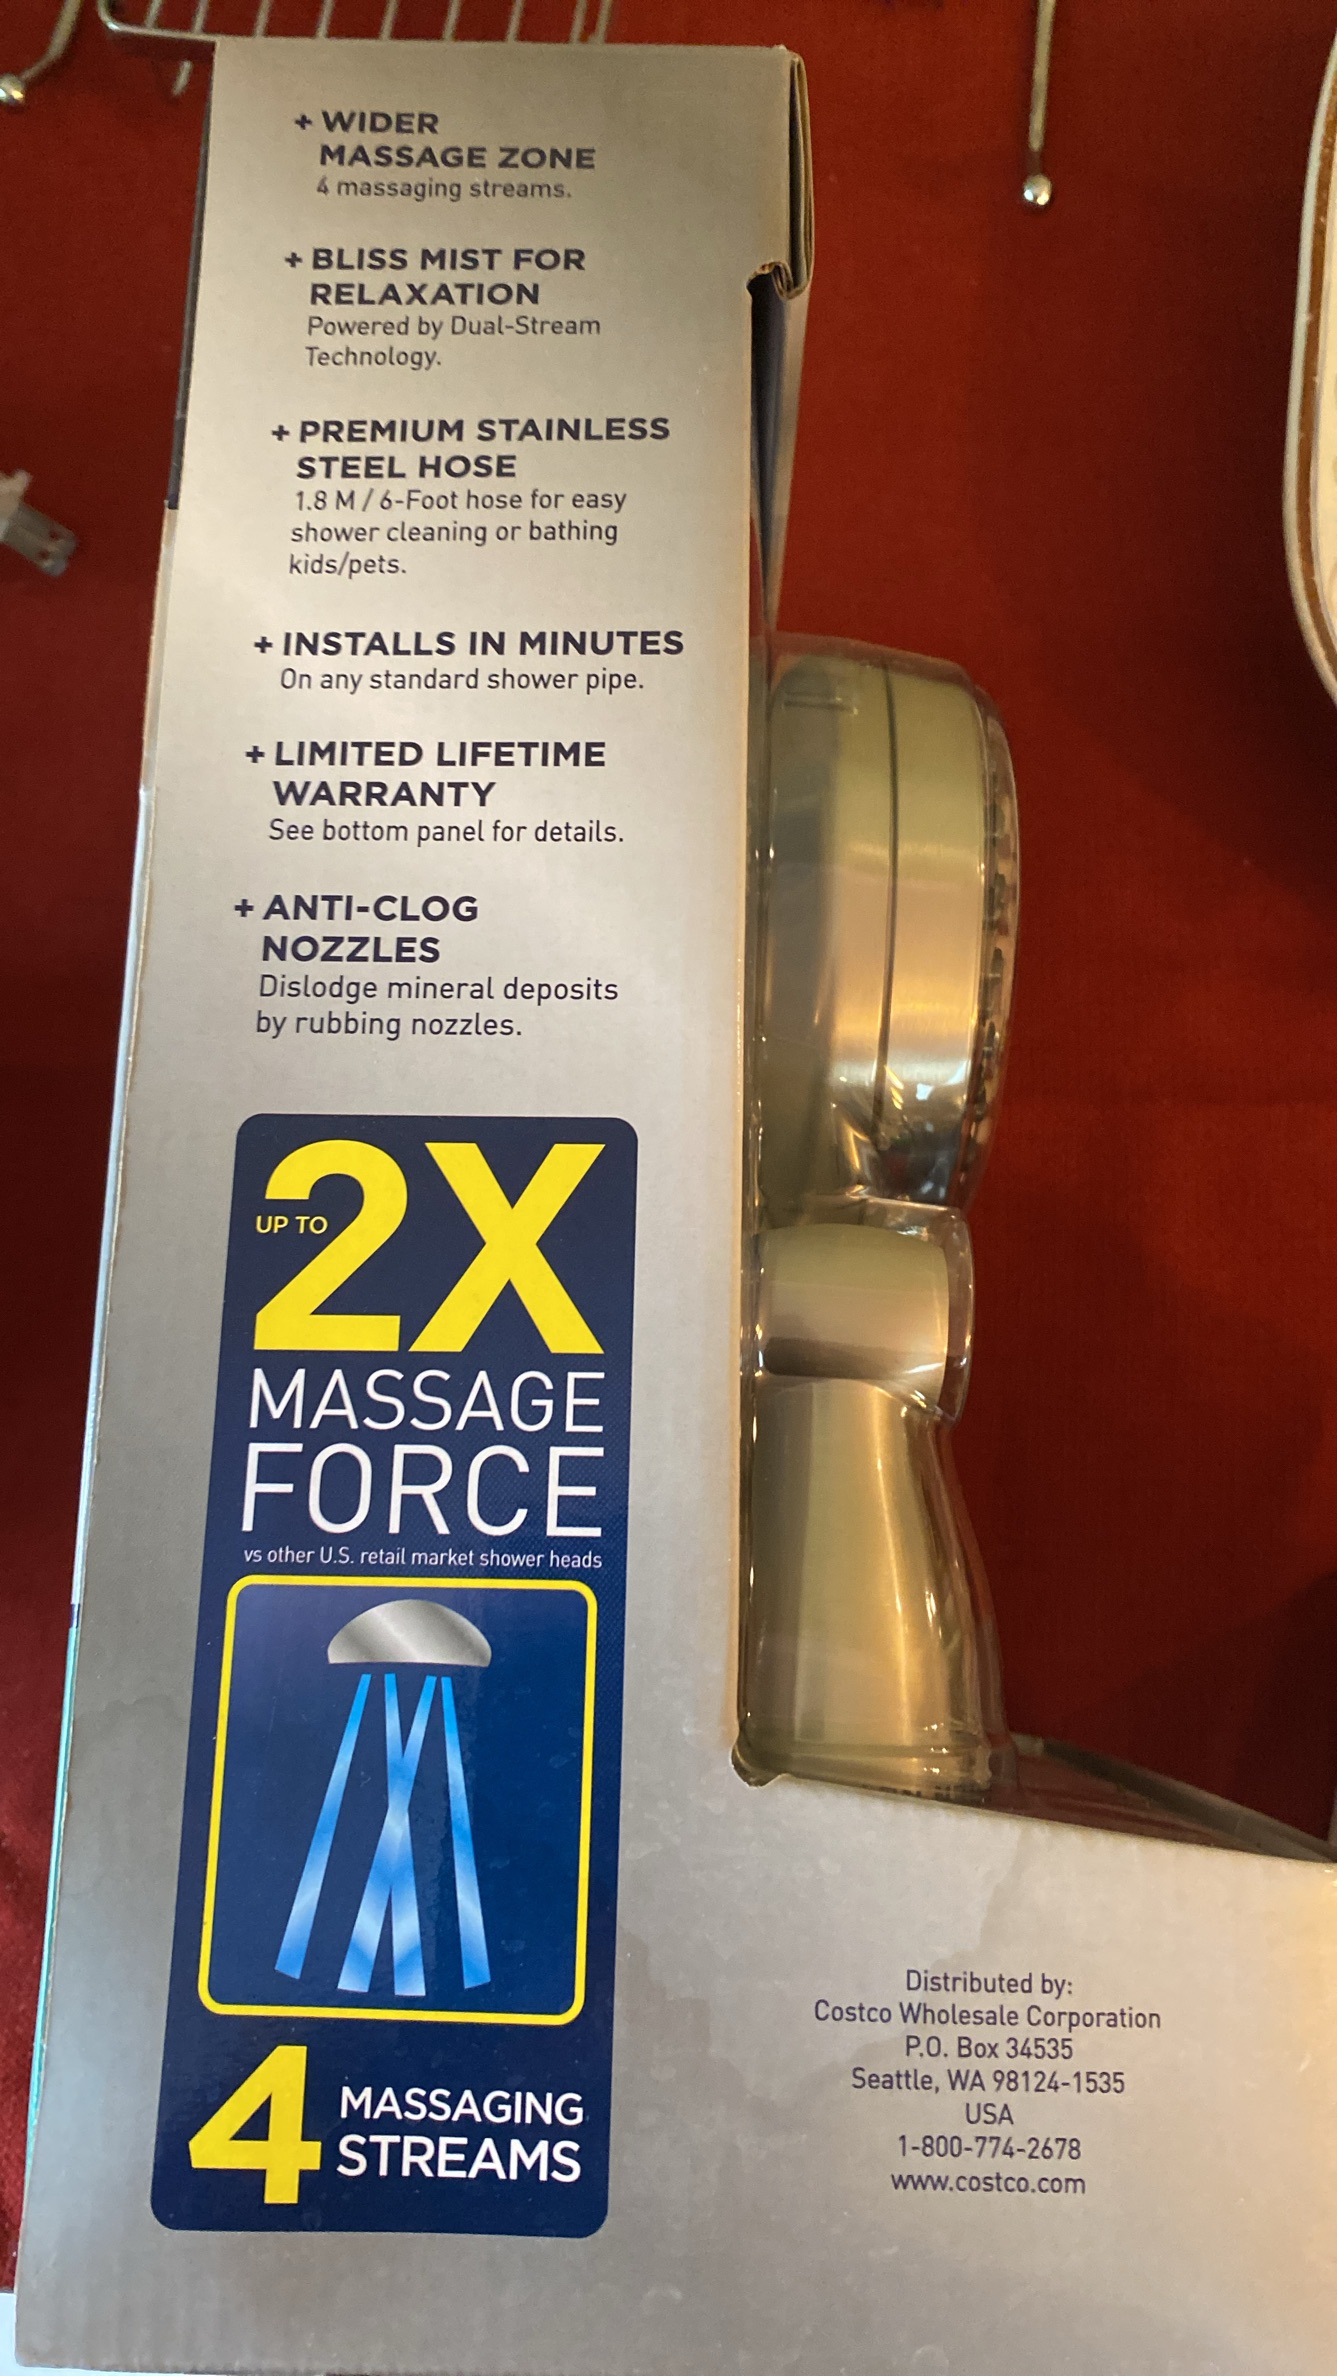 + WIDER
MASSAGE ZONE
4 massaging streams.
+ BLISS MIST FOR
RELAXATION
Powered by Dual-Stream
Technology.
+ PREMIUM STAINLESS
STEEL HOSE
1.8 M / 6-Foot hose for easy
shower cleaning or bathing
kids/pets.
+ INSTALLS IN MINUTES
On any standard shower pipe.
+ LIMITED LIFETIME
WARRANTY
See bottom panel for details.
+ ANTI-CLOG
NOZZLES
Dislodge mineral deposits
by rubbing nozzles.
UP TO 2X
MASSAGE
FORCE
vs other U.S. retail market shower heads
4 MASSAGING
STREAMS
Distributed by:
Costco Wholesale Corporation
P.O. Box 34535
Seattle, WA 98124-1535
USA
1-800-774-2678
www.costco.com